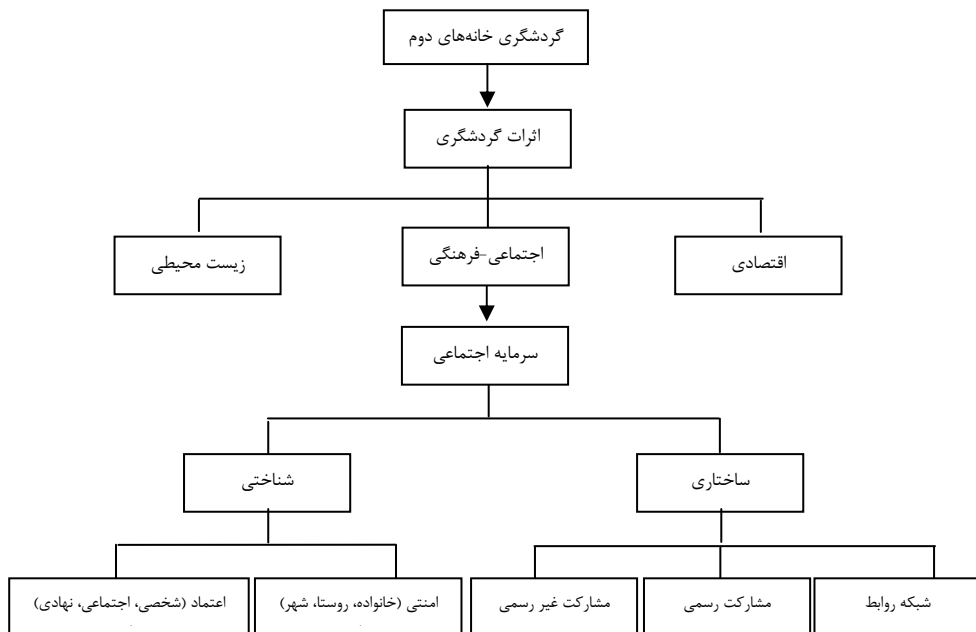 گردشگری خانه‌های دوم
اثرات گردشگری
اقتصادی
اجتماعی-فرهنگی
زیست محیطی
سرمایه اجتماعی
ساختاری
شناختی
شبکه روابط
مشارکت رسمی
مشارکت غیر رسمی
امنتی (خانواده، روستا، شهر)
اعتماد (شخصی، اجتماعی، نهادی)